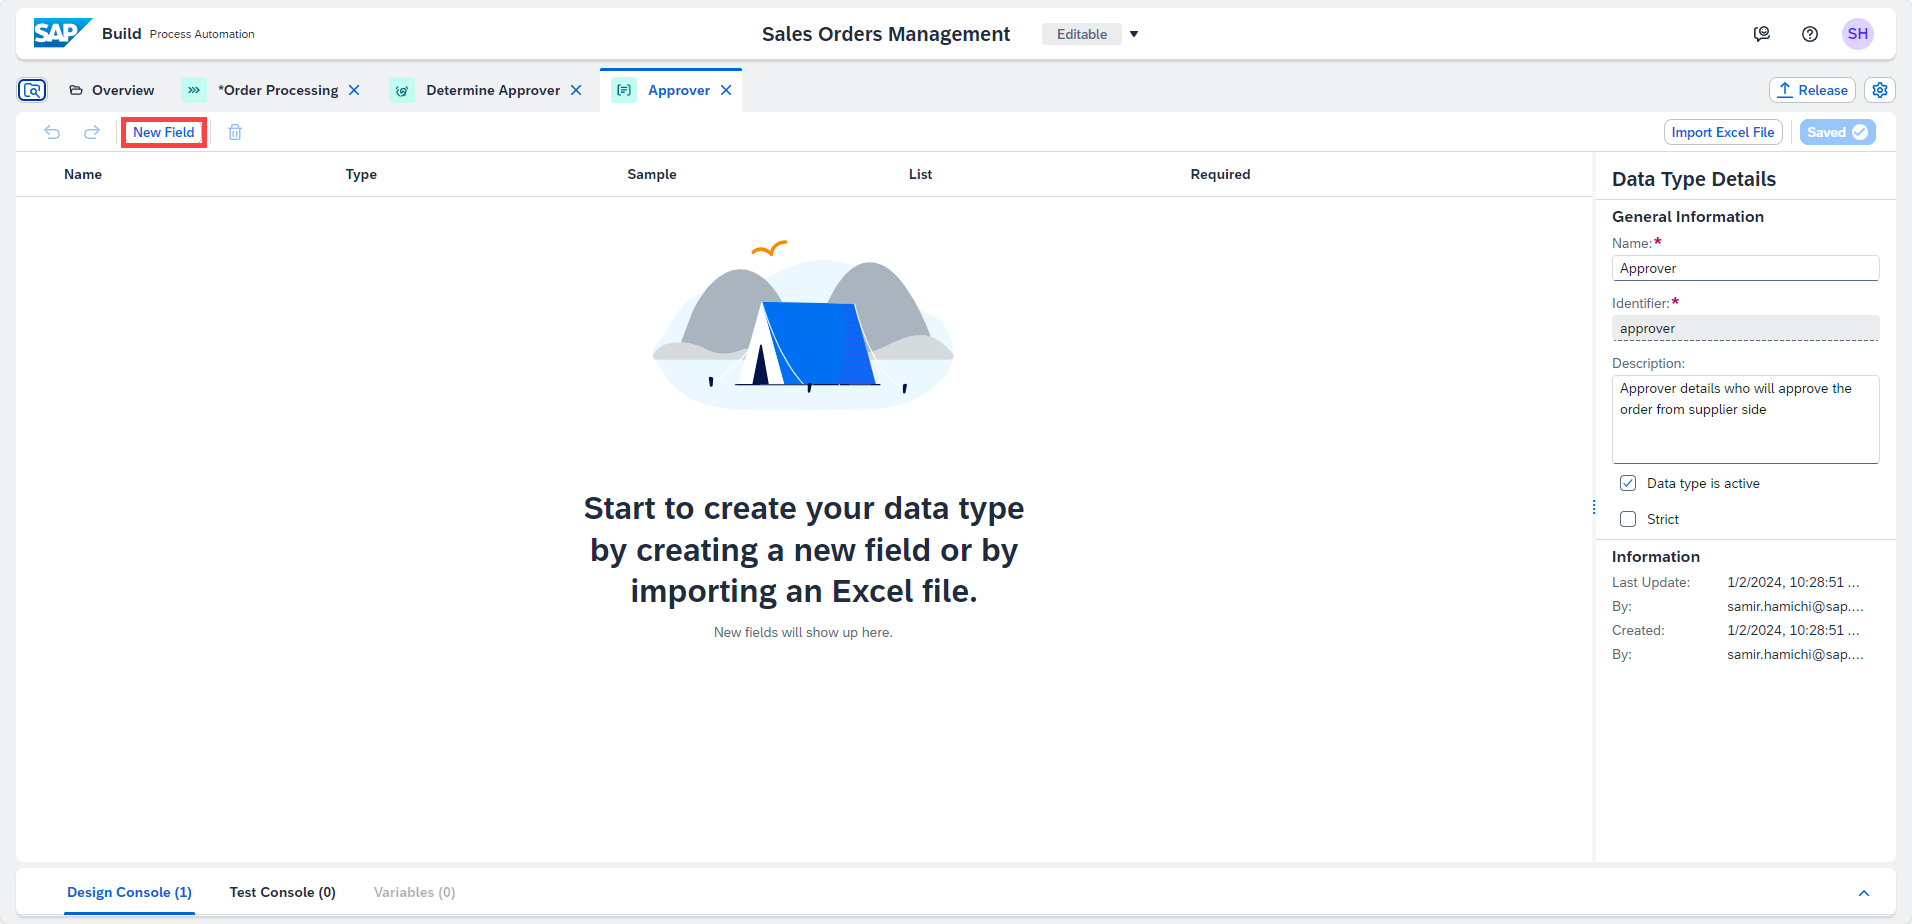 SAP Build Process Automation
Sales Orders Management
Editable
SH
Overview
*Order Processing
Determine Approver
Approver
Release
New Field
Import Excel File
Saved
Name Type Sample List Required
Start to create your data type
by creating a new field or by
importing an Excel file.
New fields will show up here.
Data Type Details
General Information
Name:*
Approver
Identifier:*
approver
Description:
Approver details who will approve the
order from supplier side
Data type is active
Strict
Information
Last Update: 1/2/2024, 10:28:51 ...
By: samir.hamichi@sap....
Created: 1/2/2024, 10:28:51 ...
By: samir.hamichi@sap....
Design Console (1) Test Console (0) Variables (0)